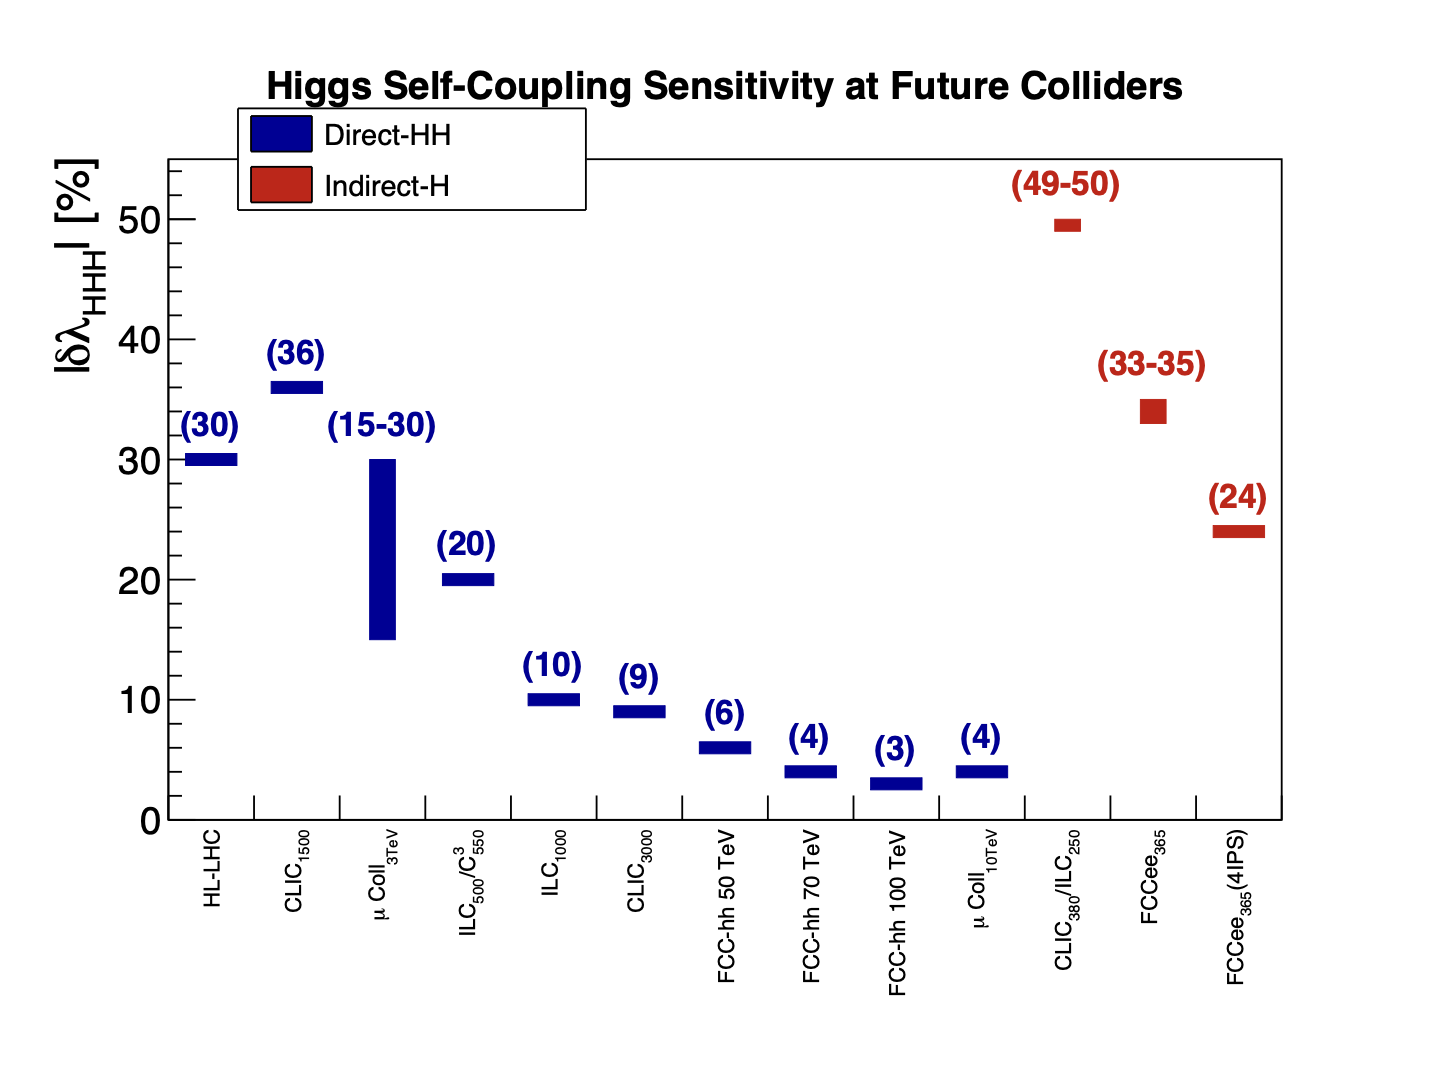 Higgs Self-Coupling Sensitivity at Future Colliders
Direct-HH
Indirect-H
|δλ_HHH| [%]
50
40
30
20
10
0
(30)
(36)
(15-30)
(20)
(10)
(9)
(6)
(4)
(3)
(4)
(49-50)
(33-35)
(24)
HL-LHC
CLIC₁₅₀₀
μ Coll₃TeV
ILC₅₀₀/C³₅₅₀
ILC₁₀₀₀
CLIC₃₀₀₀
FCC-hh 50 TeV
FCC-hh 70 TeV
FCC-hh 100 TeV
μ Coll₁₀TeV
CLIC₃₈₀/ILC₂₅₀
FCCee₃₆₅
FCCee₃₆₅(4IPS)